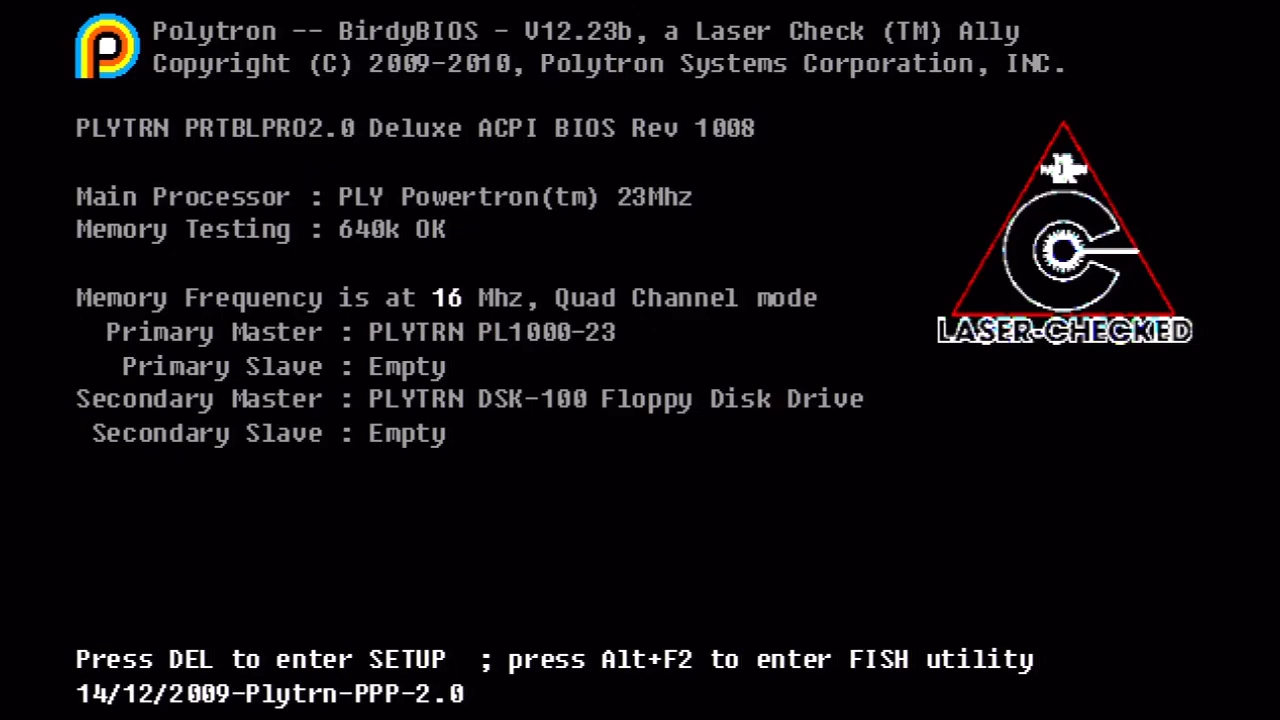 Polytron -- BirdyBIOS - V12.23b, a Laser Check (TM) Ally
Copyright (C) 2009-2010, Polytron Systems Corporation, INC.
PLYTRN PRTBLPRO2.0 Deluxe ACPI BIOS Rev 1008
Main Processor : PLY Powertron(tm) 23Mhz
Memory Testing : 640k OK
Memory Frequency is at 16 Mhz, Quad Channel mode
Primary Master : PLYTRN PL1000-23
Primary Slave : Empty
Secondary Master : PLYTRN DSK-100 Floppy Disk Drive
Secondary Slave : Empty
LASER-CHECKED
Press DEL to enter SETUP ; press Alt+F2 to enter FISH utility
14/12/2009-Plytrn-PPP-2.0